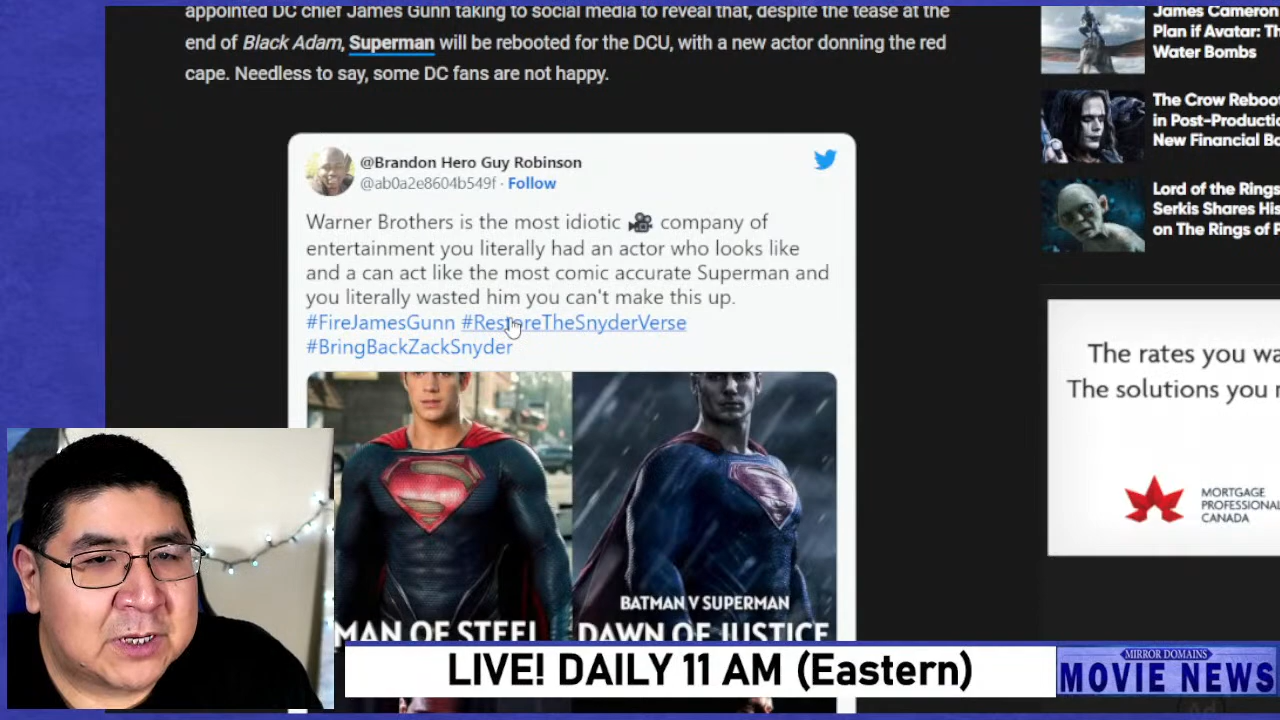 appointed DC chief James Gunn taking to social media to reveal that, despite the tease at the
end of Black Adam, Superman will be rebooted for the DCU, with a new actor donning the red
cape. Needless to say, some DC fans are not happy.
@Brandon Hero Guy Robinson
@ab0a2e8604b549f · Follow
Warner Brothers is the most idiotic 🎥 company of
entertainment you literally had an actor who looks like
and a can act like the most comic accurate Superman and
you literally wasted him you can't make this up.
#FireJamesGunn #RestoreTheSnyderVerse
#BringBackZackSnyder
MAN OF STEEL
BATMAN V SUPERMAN
DAWN OF JUSTICE
James Cameron
Plan if Avatar: Th
Water Bombs
The Crow Reboot
in Post-Productio
New Financial Ba
Lord of the Rings
Serkis Shares His
on The Rings of P
The rates you wa
The solutions you n
MORTGAGE
PROFESSIONAL
CANADA
LIVE! DAILY 11 AM (Eastern)
MIRROR DOMAINS
MOVIE NEWS
Ad